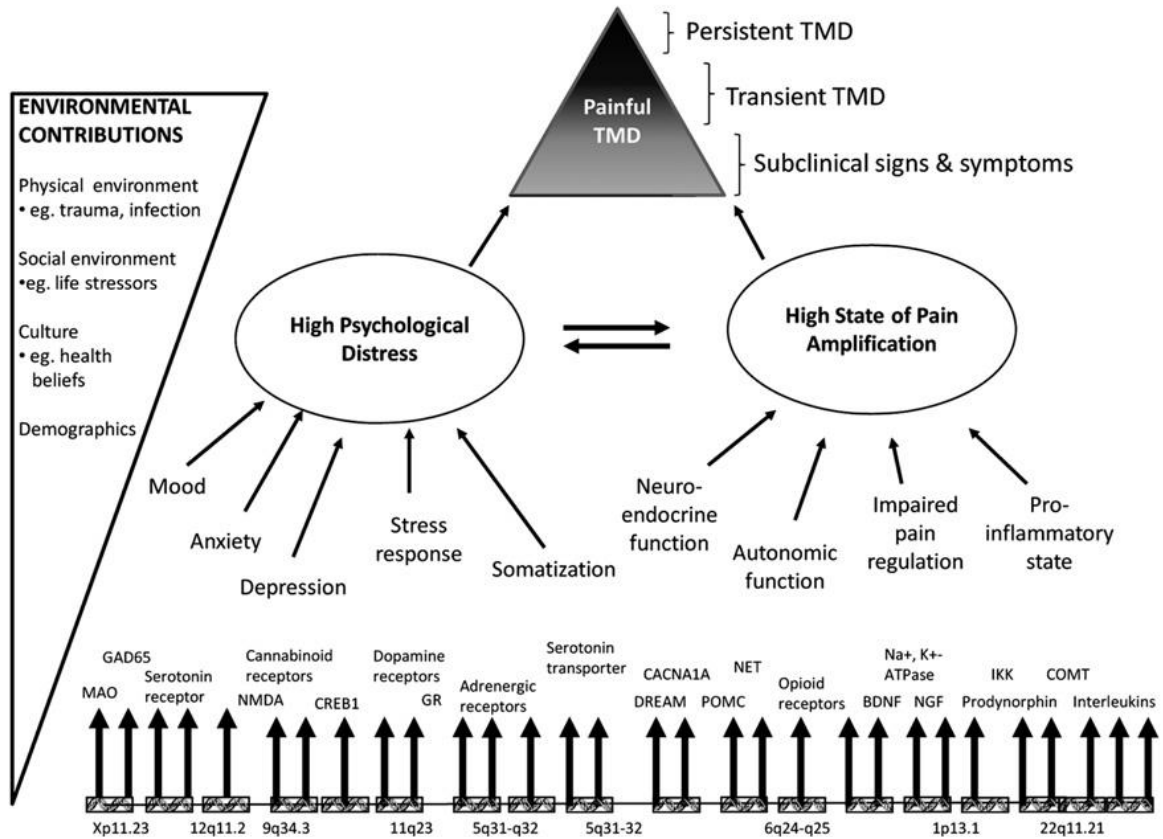 Persistent TMD
Transient TMD
Subclinical signs & symptoms
Painful
TMD
ENVIRONMENTAL
CONTRIBUTIONS
Physical environment
• eg. trauma, infection
Social environment
•eg. life stressors
Culture
• eg. health
beliefs
Demographics
High Psychological
Distress
High State of Pain
Amplification
Mood
Anxiety
Depression
Stress
response
Somatization
Neuro-
endocrine
function
Autonomic
function
Impaired
pain
regulation
Pro-
inflammatory
state
MAO
GAD65
Serotonin
receptor
Cannabinoid
receptors
NMDA
CREB1
Dopamine
receptors
GR
Adrenergic
receptors
Serotonin
transporter
CACNA1A
DREAM
POMC
NET
Opioid
receptors
Na+, K+-
ATPase
BDNF
NGF
IKK
Prodynorphin
COMT
Interleukins
Xp11.23
12q11.2
9q34.3
11q23
5q31-q32
5q31-32
6q24-q25
1p13.1
22q11.21